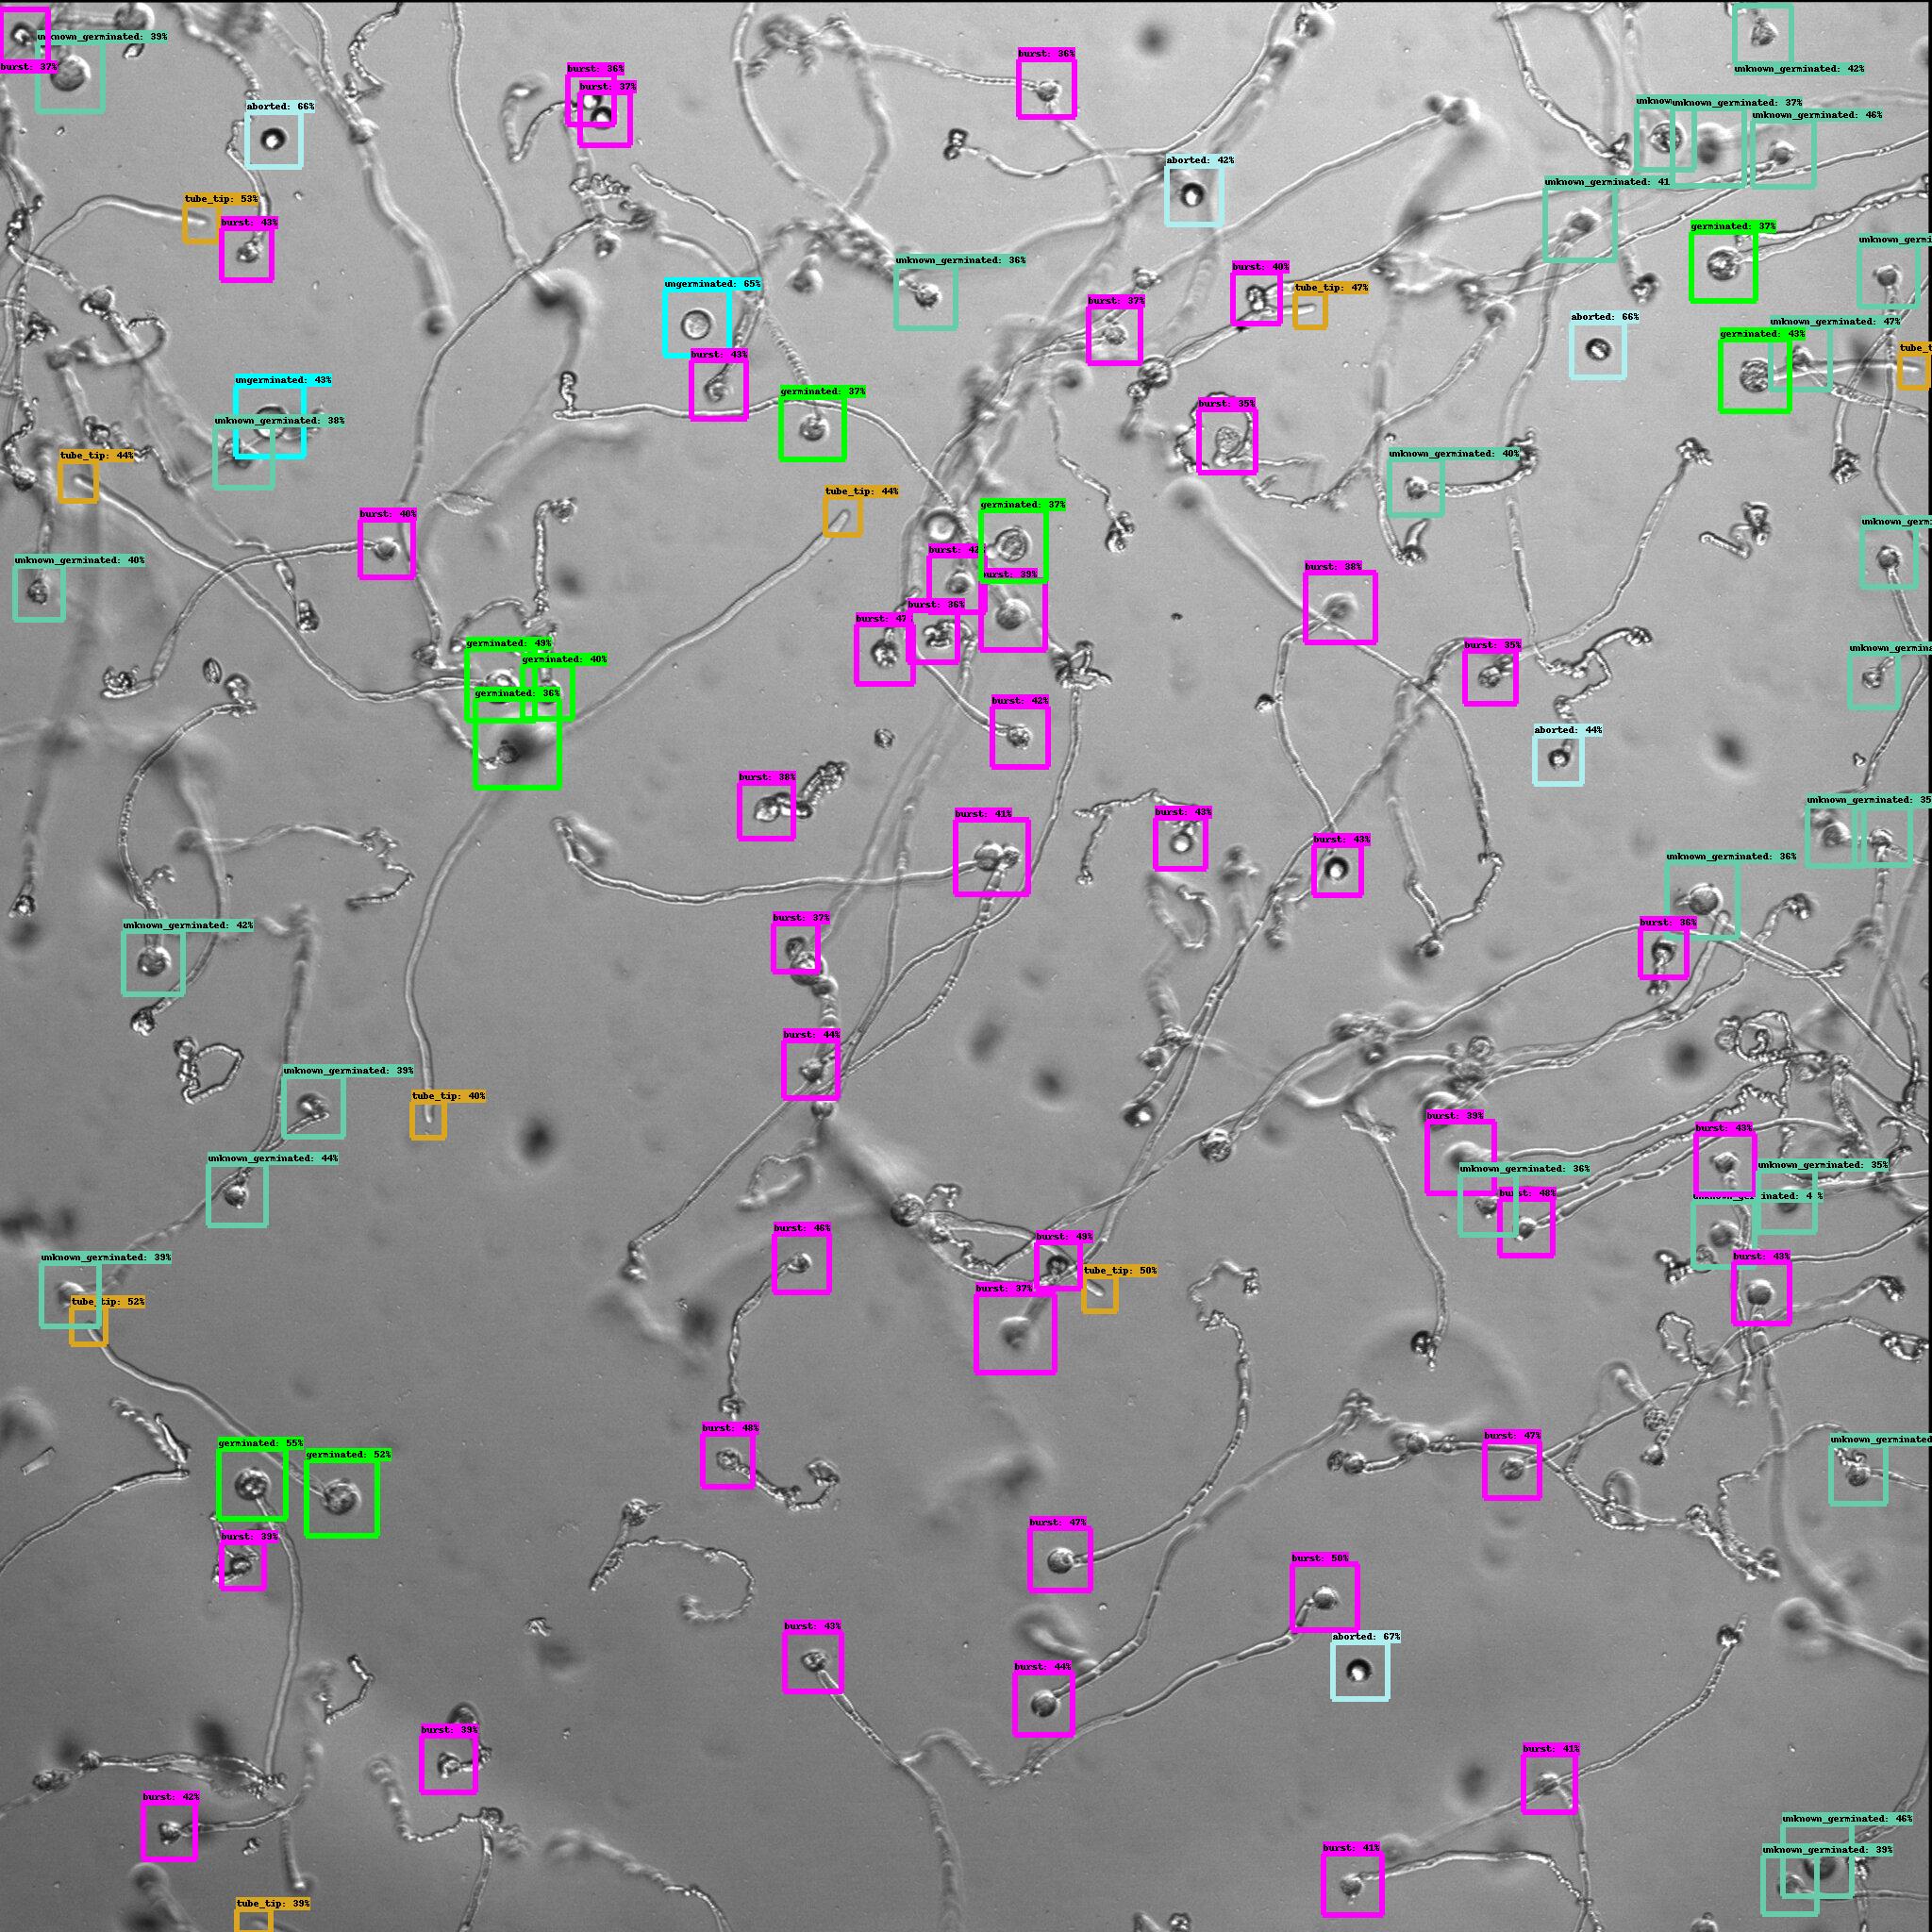 unknown_germinated: 39%
burst: 37%
burst: 36%
burst: 37%
burst: 36%
unknown_germinated: 42%
aborted: 66%
unknown_germinated: 37%
unknown_germinated: 46%
aborted: 42%
unknown_germinated: 41
tube_tip: 53%
burst: 43%
germinated: 37%
unknown_germinated: 36%
burst: 40%
ungerminated: 65%
tube_tip: 47%
burst: 37%
aborted: 66%
unknown_germinated: 47%
germinated: 43%
burst: 43%
ungerminated: 43%
germinated: 37%
burst: 35%
unknown_germinated: 38%
tube_tip: 44%
unknown_germinated: 40%
tube_tip: 44%
germinated: 37%
burst: 40%
burst: 42
unknown_germinated: 40%
burst: 39%
burst: 38%
burst: 36%
burst: 47
germinated: 49%
germinated: 40%
burst: 35%
germinated: 36%
burst: 42%
aborted: 44%
burst: 38%
unknown_germinated: 35
burst: 41%
burst: 43%
burst: 43%
unknown_germinated: 36%
burst: 37%
burst: 36%
unknown_germinated: 42%
burst: 44%
unknown_germinated: 39%
tube_tip: 40%
burst: 39%
burst: 43%
unknown_germinated: 44%
unknown_germinated: 36%
unknown_germinated: 35%
burst: 48%
burst: 46%
burst: 49%
unknown_germinated: 39%
burst: 43%
tube_tip: 50%
burst: 37%
tube_tip: 52%
burst: 48%
burst: 47%
unknown_germinated
germinated: 55%
germinated: 52%
burst: 47%
burst: 39%
burst: 50%
burst: 43%
aborted: 67%
burst: 44%
burst: 39%
burst: 41%
burst: 42%
unknown_germinated: 46%
burst: 41%
unknown_germinated: 39%
tube_tip: 39%